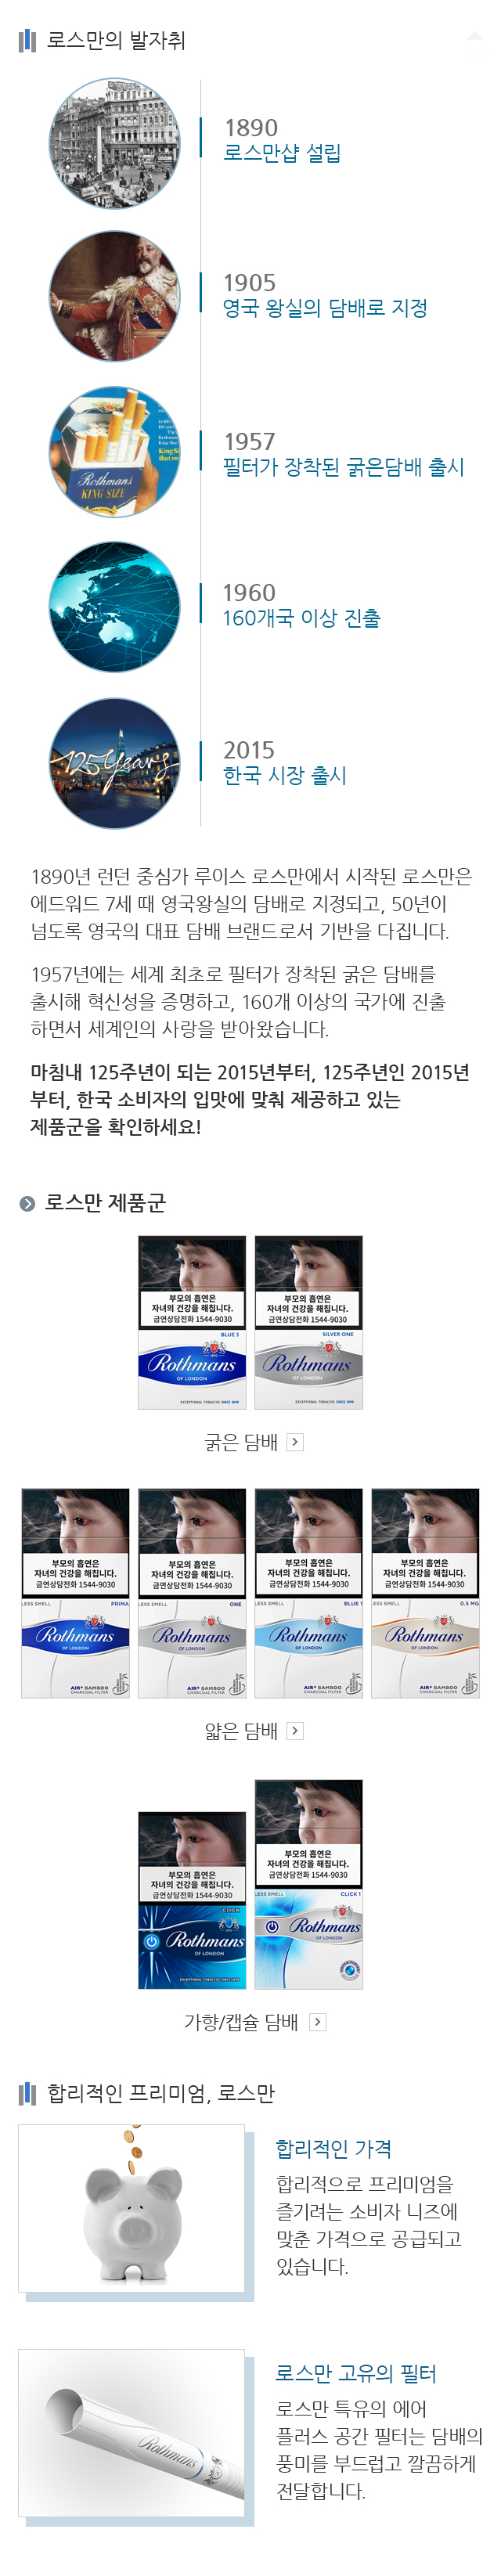 로스만의 발자취
1890
로스만샵 설립
1905
영국 왕실의 담배로 지정
Rothmans
KING SIZE
1957
필터가 장착된 굵은담배 출시
1960
160개국 이상 진출
125 Years
2015
한국 시장 출시
1890년 런던 중심가 루이스 로스만에서 시작된 로스만은
에드워드 7세 때 영국왕실의 담배로 지정되고, 50년이
넘도록 영국의 대표 담배 브랜드로서 기반을 다집니다.
1957년에는 세계 최초로 필터가 장착된 굵은 담배를
출시해 혁신성을 증명하고, 160개 이상의 국가에 진출
하면서 세계인의 사랑을 받아왔습니다.
마침내 125주년이 되는 2015년부터, 125주년인 2015년
부터, 한국 소비자의 입맛에 맞춰 제공하고 있는
제품군을 확인하세요!
로스만 제품군
부모의 흡연은
자녀의 건강을 해칩니다.
금연상담전화 1544-9030
BLUE 5
Rothmans
OF LONDON
EXCEPTIONAL TOBACCOS SINCE 1890
부모의 흡연은
자녀의 건강을 해칩니다.
금연상담전화 1544-9030
SILVER ONE
Rothmans
OF LONDON
EXCEPTIONAL TOBACCOS SINCE 1890
굵은 담배
부모의 흡연은
자녀의 건강을 해칩니다.
금연상담전화 1544-9030
LESS SMELL PRIMA
Rothmans
OF LONDON
AIR+ BAMBOO
CHARCOAL FILTER
부모의 흡연은
자녀의 건강을 해칩니다.
금연상담전화 1544-9030
LESS SMELL ONE
Rothmans
OF LONDON
AIR+ BAMBOO
CHARCOAL FILTER
부모의 흡연은
자녀의 건강을 해칩니다.
금연상담전화 1544-9030
LESS SMELL BLUE 1
Rothmans
OF LONDON
AIR+ BAMBOO
CHARCOAL FILTER
부모의 흡연은
자녀의 건강을 해칩니다.
금연상담전화 1544-9030
LESS SMELL 0.5 MG
Rothmans
OF LONDON
AIR+ BAMBOO
CHARCOAL FILTER
얇은 담배
부모의 흡연은
자녀의 건강을 해칩니다.
금연상담전화 1544-9030
CLICK
Rothmans
OF LONDON
EXCEPTIONAL TOBACCOS SINCE 1890
부모의 흡연은
자녀의 건강을 해칩니다.
금연상담전화 1544-9030
LESS SMELL CLICK 1
Rothmans
OF LONDON
가향/캡슐 담배
합리적인 프리미엄, 로스만
합리적인 가격
합리적으로 프리미엄을
즐기려는 소비자 니즈에
맞춘 가격으로 공급되고
있습니다.
Rothmans
로스만 고유의 필터
로스만 특유의 에어
플러스 공간 필터는 담배의
풍미를 부드럽고 깔끔하게
전달합니다.